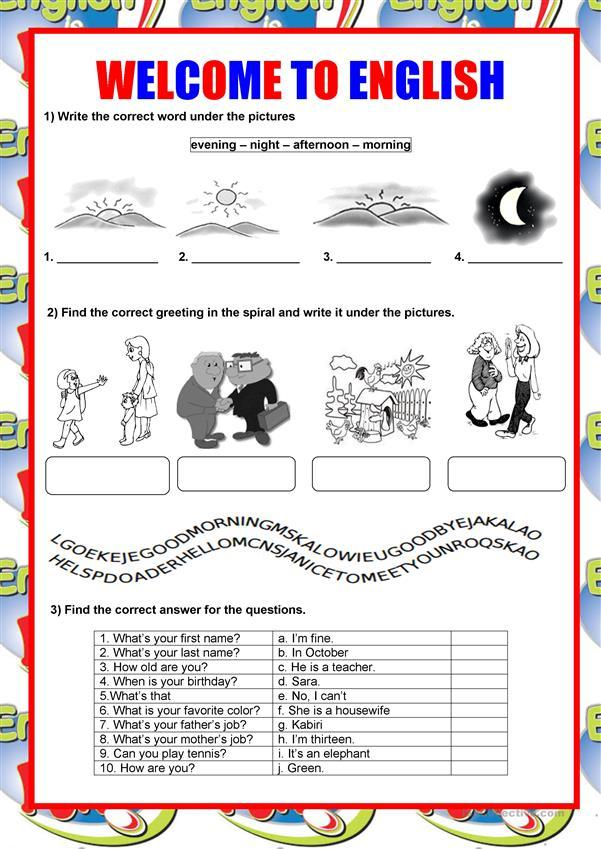 WELCOME TO ENGLISH
1) Write the correct word under the pictures
evening – night – afternoon – morning
1. _______________ 2. ________________ 3. ______________ 4. ______________
2) Find the correct greeting in the spiral and write it under the pictures.
LGOEKEJEGOODMORNINGMSKALOWIEUGOODBYEJAKALAO
HELSPDOADERHELLOMCNSJANICETOMEETYOUNROQSKAO
3) Find the correct answer for the questions.
1. What's your first name? a. I'm fine.
2. What's your last name? b. In October
3. How old are you? c. He is a teacher.
4. When is your birthday? d. Sara.
5.What's that e. No, I can't
6. What is your favorite color? f. She is a housewife
7. What's your father's job? g. Kabiri
8. What's your mother's job? h. I'm thirteen.
9. Can you play tennis? i. It's an elephant
10. How are you? j. Green.